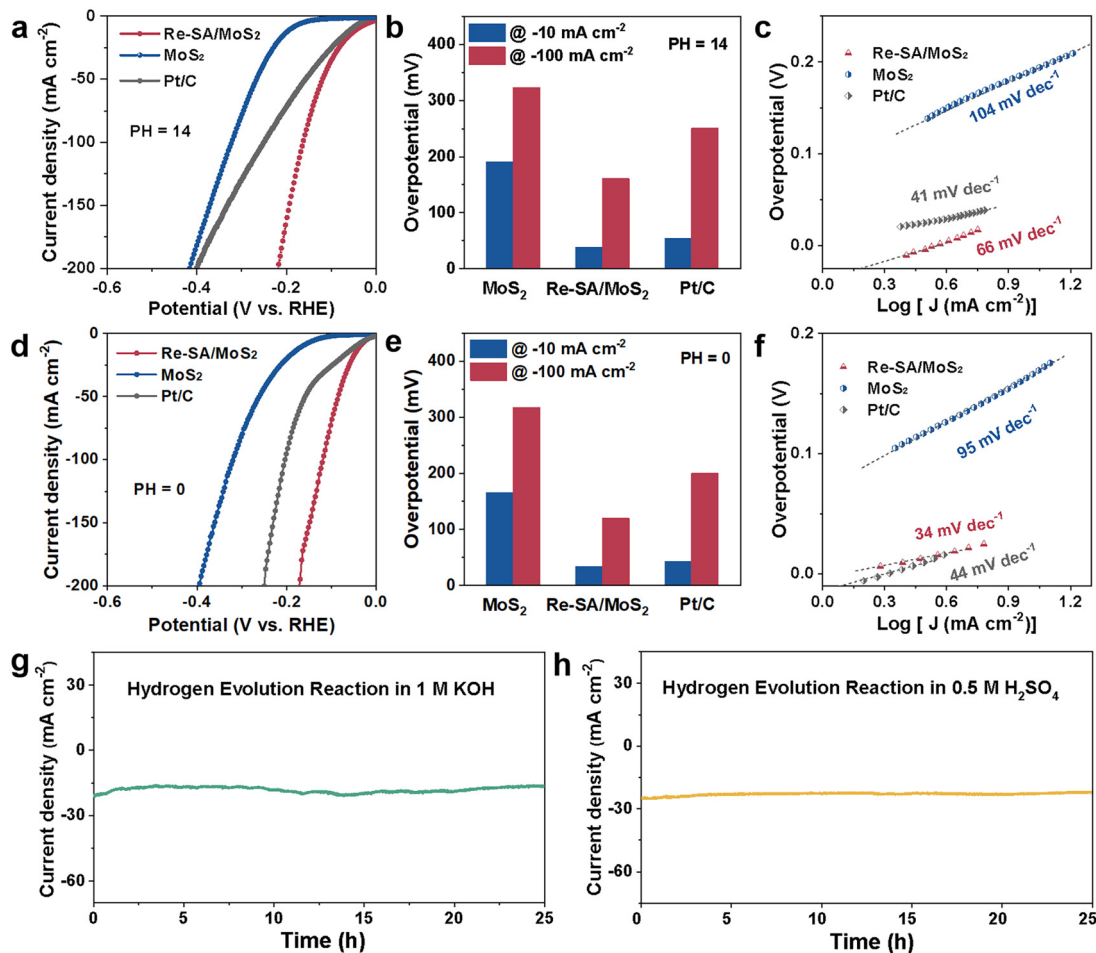 a
Re-SA/MoS₂
MoS₂
Pt/C
PH = 14
Current density (mA cm⁻²)
0
-50
-100
-150
-200
-0.6
-0.4
-0.2
0.0
Potential (V vs. RHE)
b
@ -10 mA cm⁻²
@ -100 mA cm⁻²
PH = 14
Overpotential (mV)
400
300
200
100
0
MoS₂
Re-SA/MoS₂
Pt/C
c
Re-SA/MoS₂
MoS₂
Pt/C
104 mV dec⁻¹
41 mV dec⁻¹
66 mV dec⁻¹
Overpotential (V)
0.2
0.1
0.0
0.0
0.3
0.6
0.9
1.2
Log [ J (mA cm⁻²)]
d
Re-SA/MoS₂
MoS₂
Pt/C
PH = 0
Current density (mA cm⁻²)
0
-50
-100
-150
-200
-0.6
-0.4
-0.2
0.0
Potential (V vs. RHE)
e
@ -10 mA cm⁻²
@ -100 mA cm⁻²
PH = 0
Overpotential (mV)
400
300
200
100
0
MoS₂
Re-SA/MoS₂
Pt/C
f
Re-SA/MoS₂
MoS₂
Pt/C
95 mV dec⁻¹
34 mV dec⁻¹
44 mV dec⁻¹
Overpotential (V)
0.2
0.1
0.0
0.0
0.3
0.6
0.9
1.2
Log [ J (mA cm⁻²)]
g
Hydrogen Evolution Reaction in 1 M KOH
Current density (mA cm⁻²)
30
0
-30
-60
0
5
10
15
20
25
Time (h)
h
Hydrogen Evolution Reaction in 0.5 M H₂SO₄
Current density (mA cm⁻²)
30
0
-30
-60
0
5
10
15
20
25
Time (h)